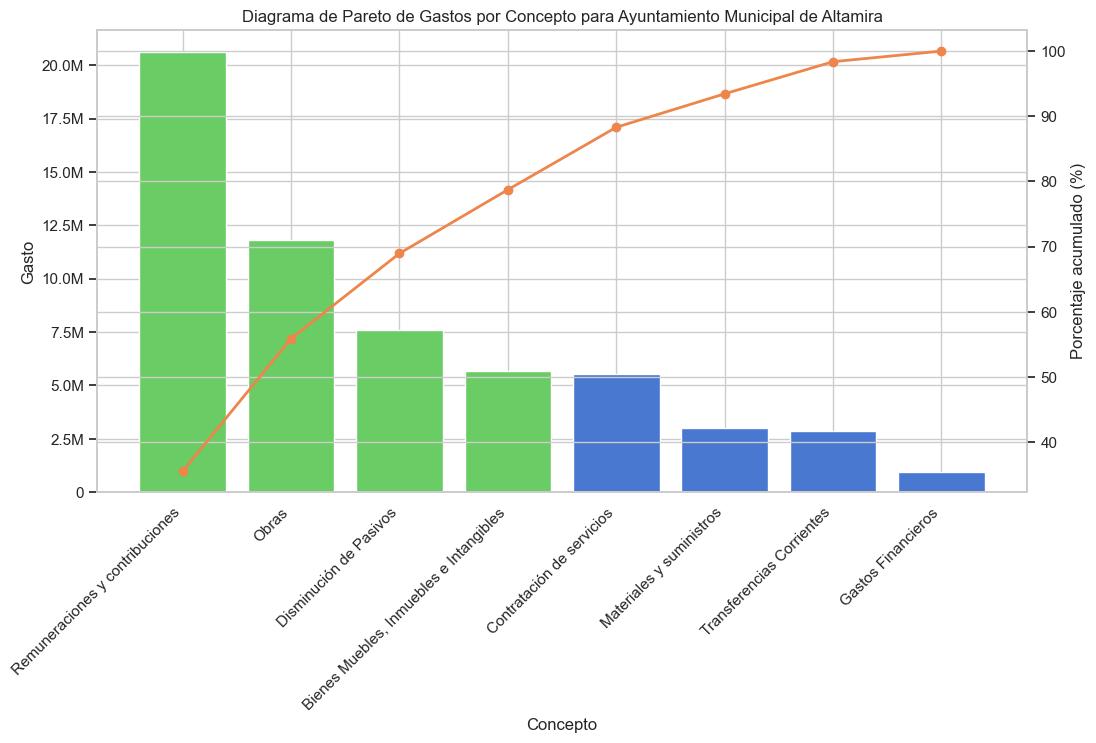 Diagrama de Pareto de Gastos por Concepto para Ayuntamiento Municipal de Altamira
Gasto
20.0M
17.5M
15.0M
12.5M
10.0M
7.5M
5.0M
2.5M
0
100
90
80
70
60
50
40
Porcentaje acumulado (%)
Remuneraciones y contribuciones
Obras
Disminución de Pasivos
Bienes Muebles, Inmuebles e Intangibles
Contratación de servicios
Materiales y suministros
Transferencias Corrientes
Gastos Financieros
Concepto